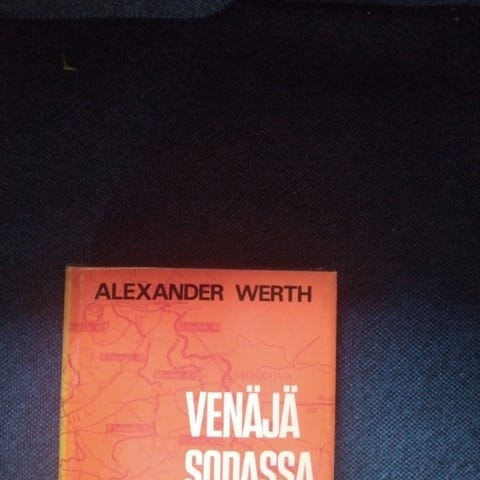 ALEXANDER WERTH
MOSKOVA
VENÄJÄ
SODASSA